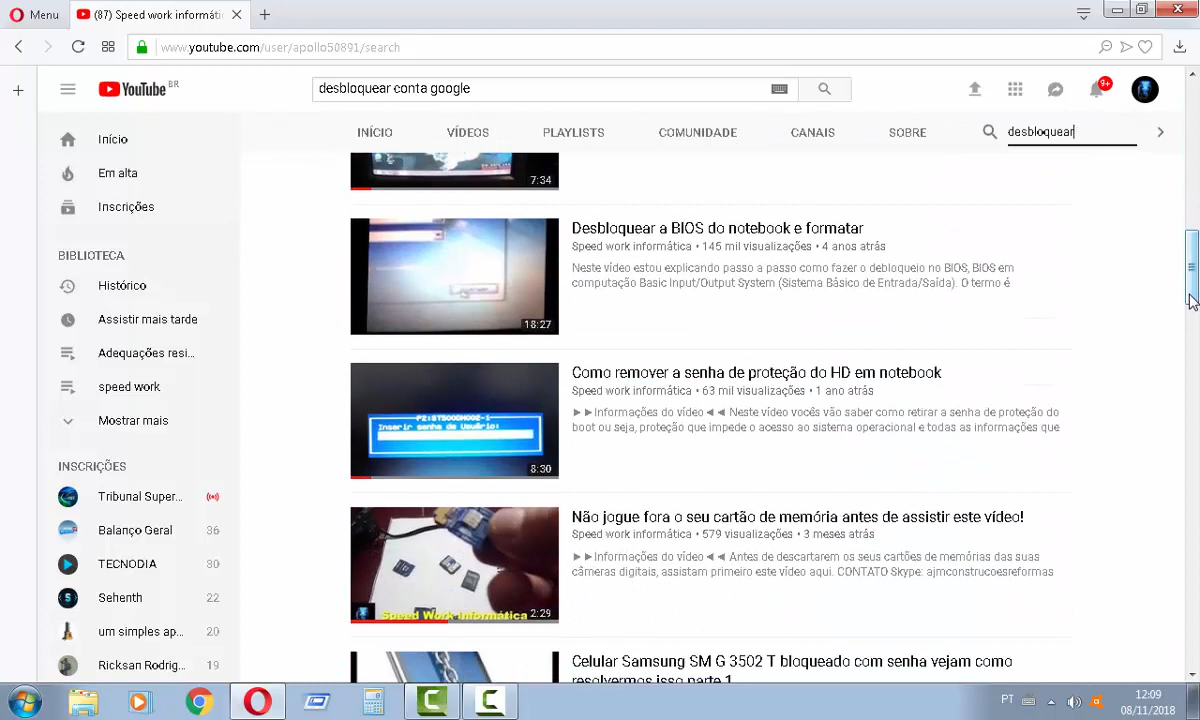 Menu
(87) Speed work informáti
www.youtube.com/user/apollo50891/search
YouTube BR
desbloquear conta google
9+
INÍCIO VÍDEOS PLAYLISTS COMUNIDADE CANAIS SOBRE desbloquear
Início
Em alta
Inscrições
BIBLIOTECA
Histórico
Assistir mais tarde
Adequações resi...
speed work
Mostrar mais
INSCRIÇÕES
Tribunal Super...
Balanço Geral 36
TECNODIA 30
Sehenth 22
um simples ap... 20
Ricksan Rodrig... 19
7:34
18:27
Desbloquear a BIOS do notebook e formatar
Speed work informática • 145 mil visualizações • 4 anos atrás
Neste vídeo estou explicando passo a passo como fazer o debloqueio no BIOS, BIOS em
computação Basic Input/Output System (Sistema Básico de Entrada/Saída). O termo é
Inserir senha de Usuário:
8:30
Como remover a senha de proteção do HD em notebook
Speed work informática • 63 mil visualizações • 1 ano atrás
►►Informações do vídeo◄◄ Neste vídeo vocês vão saber como retirar a senha de proteção do
boot ou seja, proteção que impede o acesso ao sistema operacional e todas as informações que
Speed Work Informática
2:29
Não jogue fora o seu cartão de memória antes de assistir este vídeo!
Speed work informática • 579 visualizações • 3 meses atrás
►►Informações do vídeo◄◄ Antes de descartarem os seus cartões de memórias das suas
câmeras digitais, assistam primeiro este vídeo aqui. CONTATO Skype: ajmconstrucoesreformas
Celular Samsung SM G 3502 T bloqueado com senha vejam como
resolvermos isso parte 1
PT
12:09
08/11/2018